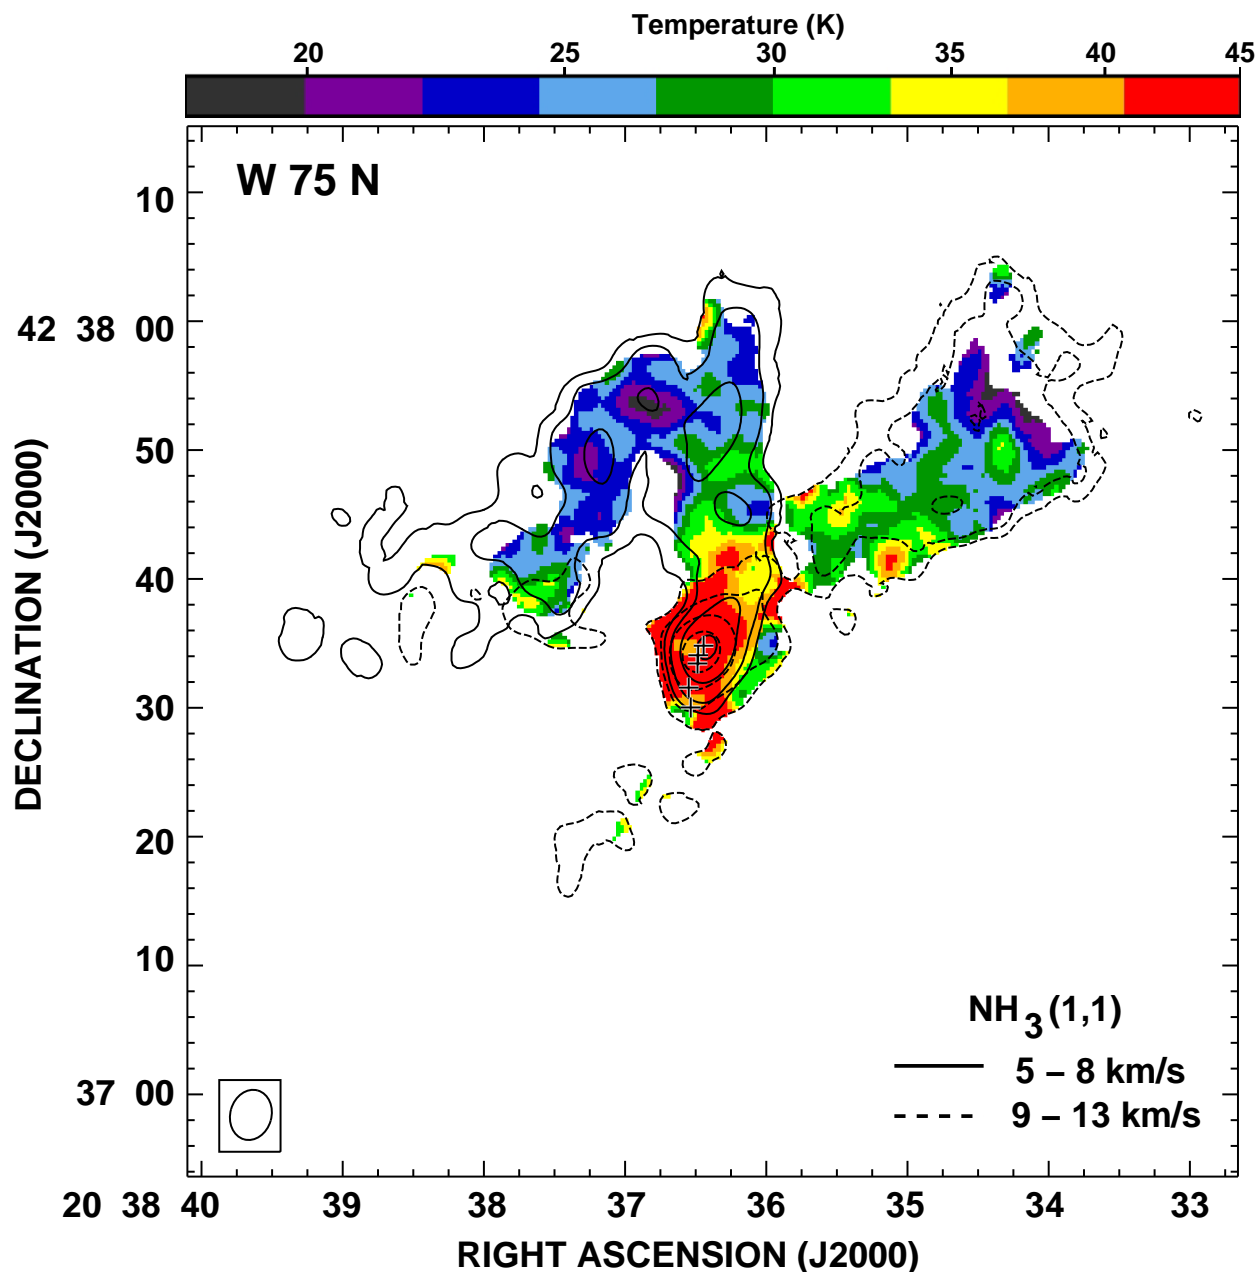 Temperature (K)
20 25 30 35 40 45
W 75 N
10
42 38 00
50
40
30
20
10
37 00
DECLINATION (J2000)
NH3(1,1)
5 – 8 km/s
9 – 13 km/s
20 38 40 39 38 37 36 35 34 33
RIGHT ASCENSION (J2000)